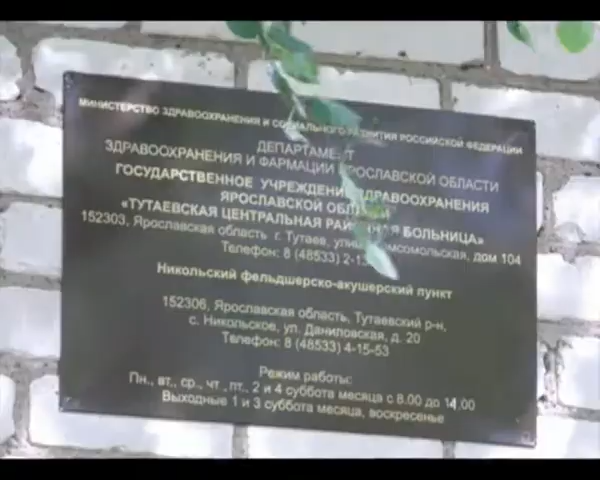 МИНИСТЕРСТВО ЗДРАВООХРАНЕНИЯ И СОЦИАЛЬНОГО РАЗВИТИЯ РОССИЙСКОЙ ФЕДЕРАЦИИ
ДЕПАРТАМЕНТ
ЗДРАВООХРАНЕНИЯ И ФАРМАЦИИ ЯРОСЛАВСКОЙ ОБЛАСТИ
ГОСУДАРСТВЕННОЕ УЧРЕЖДЕНИЕ ЗДРАВООХРАНЕНИЯ
ЯРОСЛАВСКОЙ ОБЛАСТИ
«ТУТАЕВСКАЯ ЦЕНТРАЛЬНАЯ РАЙОННАЯ БОЛЬНИЦА»
152303, Ярославская область г. Тутаев, улица Комсомольская, дом 104
Телефон: 8 (48533)
Никольский фельдшерско-акушерский пункт
152306, Ярославская область, Тутаевский р-н,
с. Никольское, ул. Даниловская, д. 20
Телефон: 8 (48533) 4-15-53
Режим работы:
Пн., вт., ср., чт., пт., 2 и 4 суббота месяца с 8.00 до 14.00
Выходные 1 и 3 суббота месяца, воскресенье